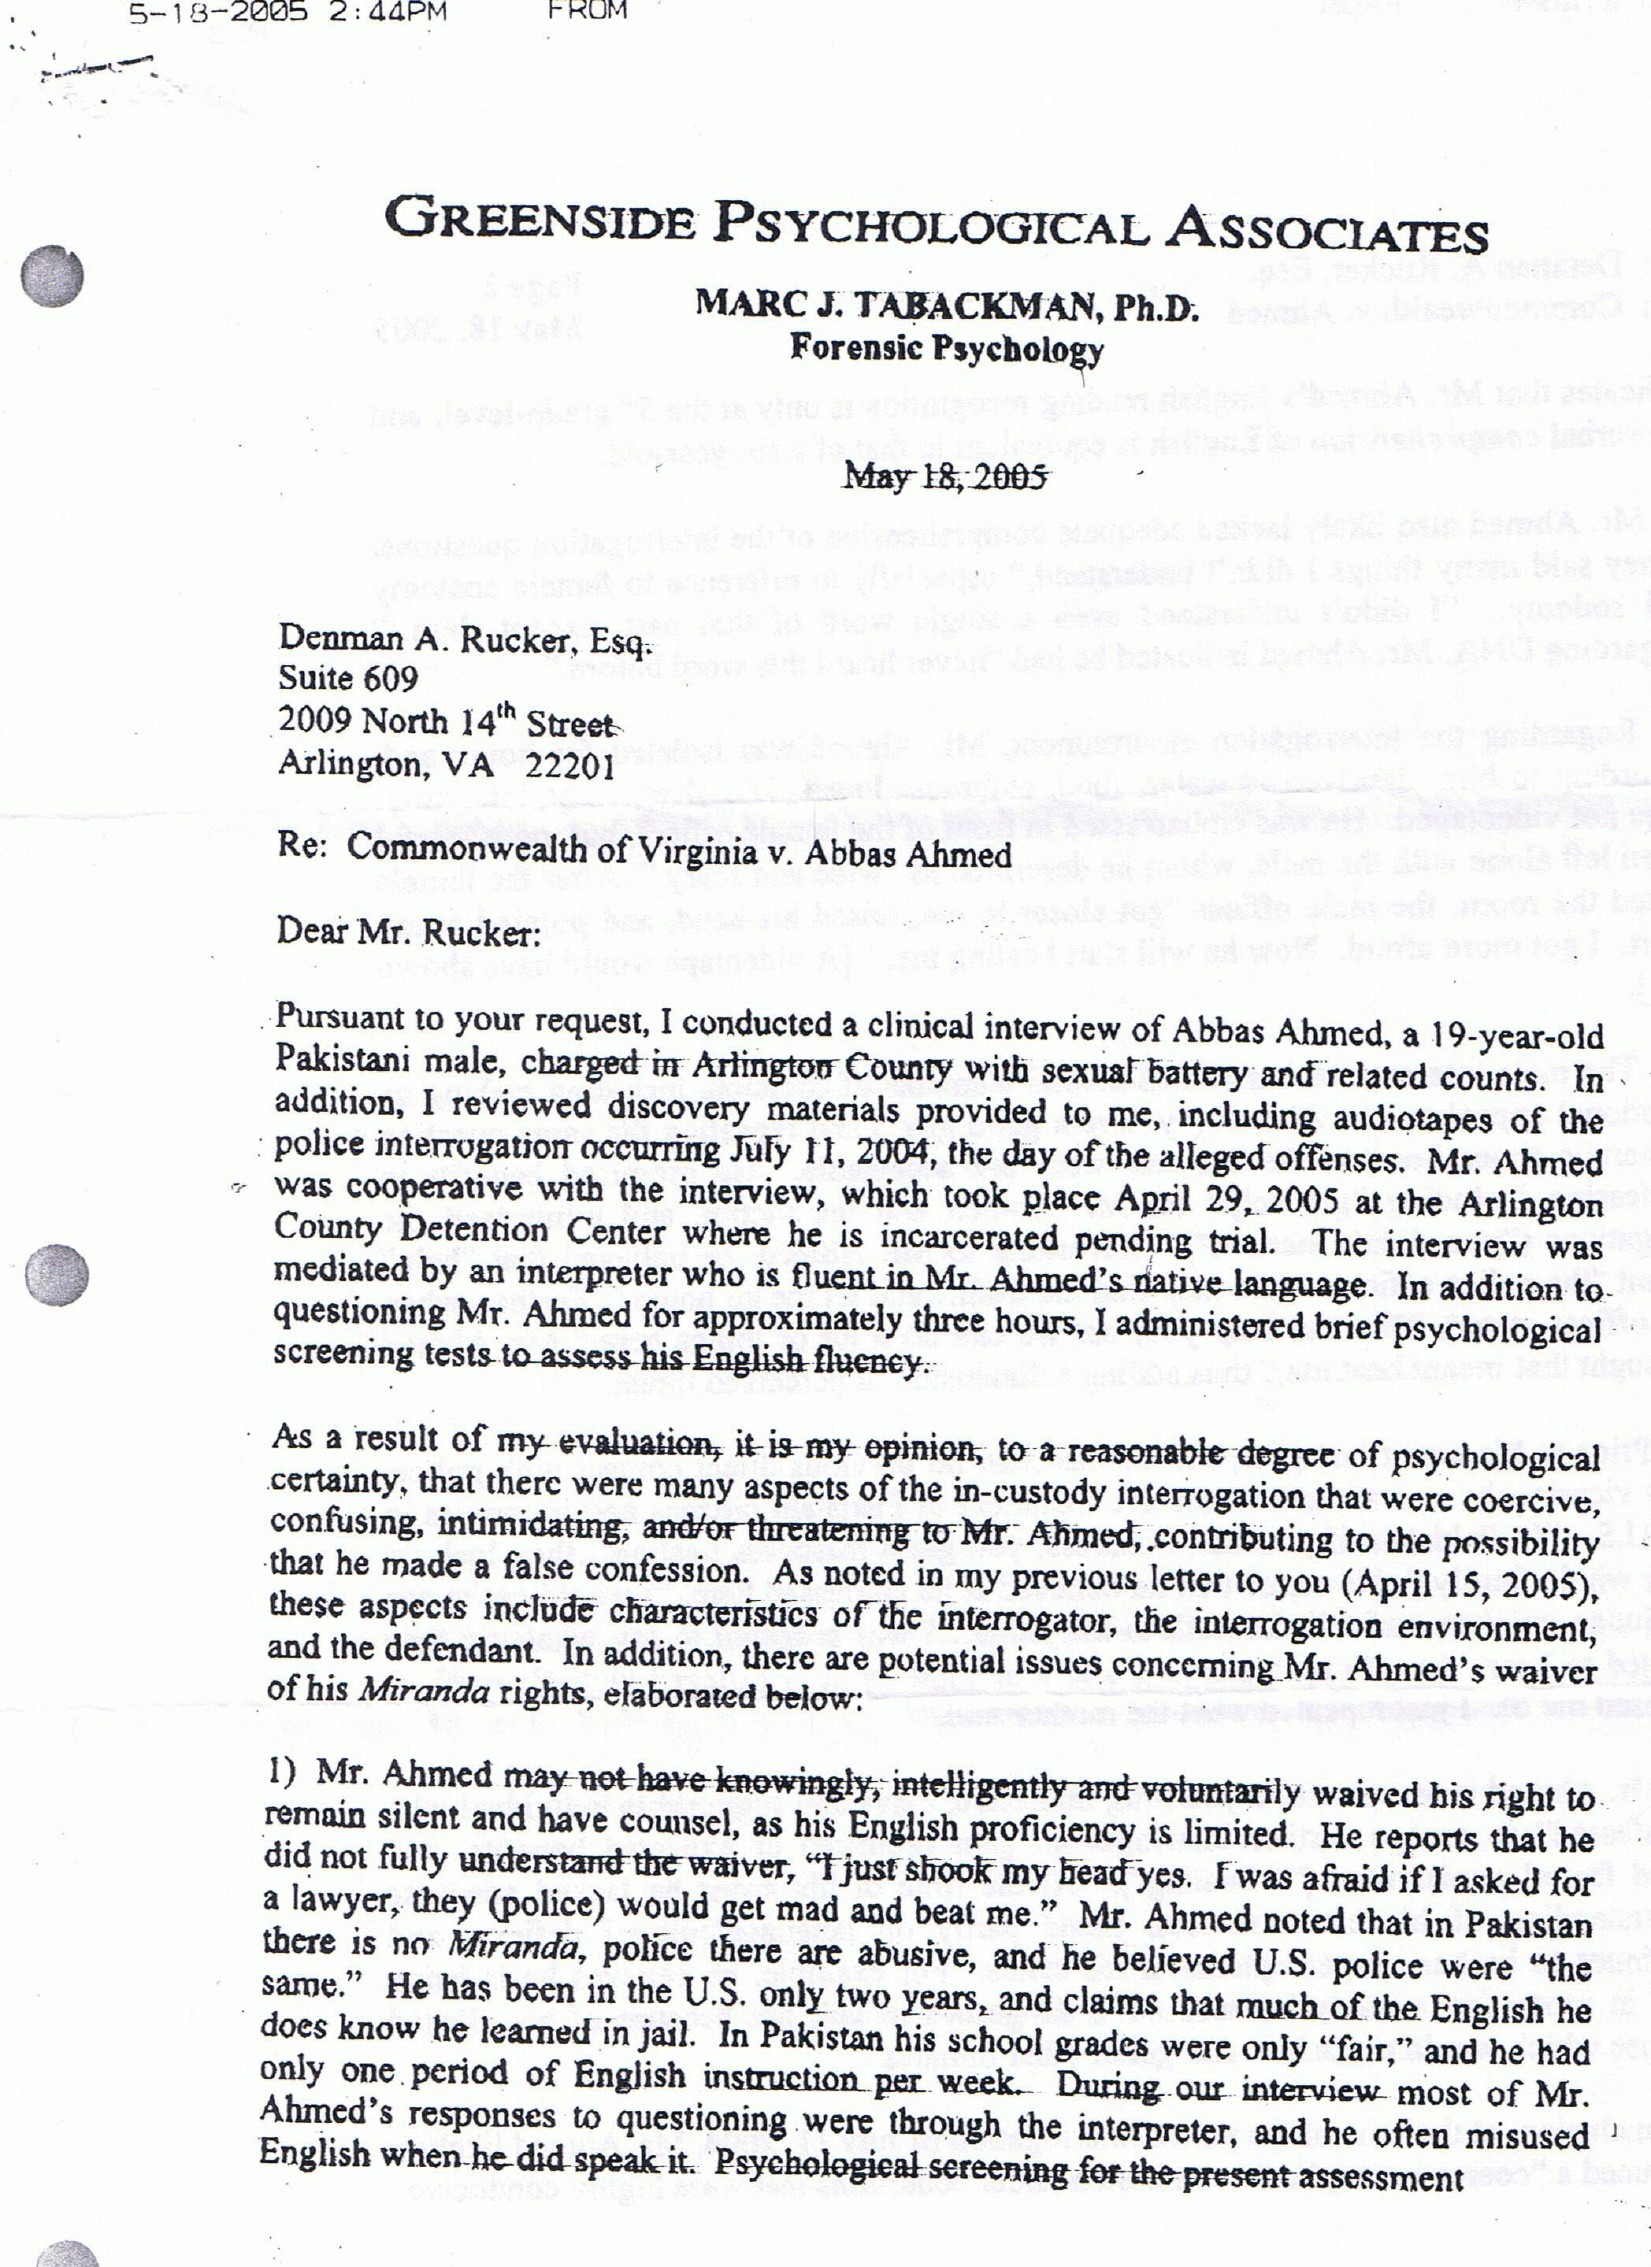 5-18-2005 2:44PM FROM
GREENSIDE PSYCHOLOGICAL ASSOCIATES
MARC J. TABACKMAN, Ph.D.
Forensic Psychology
May 18, 2005
Denman A. Rucker, Esq.
Suite 609
2009 North 14th Street
Arlington, VA 22201
Re: Commonwealth of Virginia v. Abbas Ahmed
Dear Mr. Rucker:
Pursuant to your request, I conducted a clinical interview of Abbas Ahmed, a 19-year-old
Pakistani male, charged in Arlington County with sexual battery and related counts. In
addition, I reviewed discovery materials provided to me, including audiotapes of the
police interrogation occurring July 11, 2004, the day of the alleged offenses. Mr. Ahmed
was cooperative with the interview, which took place April 29, 2005 at the Arlington
County Detention Center where he is incarcerated pending trial. The interview was
mediated by an interpreter who is fluent in Mr. Ahmed's native language. In addition to
questioning Mr. Ahmed for approximately three hours, I administered brief psychological
screening tests to assess his English fluency.
As a result of my evaluation, it is my opinion, to a reasonable degree of psychological
certainty, that there were many aspects of the in-custody interrogation that were coercive,
confusing, intimidating, and/or threatening to Mr. Ahmed, contributing to the possibility
that he made a false confession. As noted in my previous letter to you (April 15, 2005),
these aspects include characteristics of the interrogator, the interrogation environment,
and the defendant. In addition, there are potential issues concerning Mr. Ahmed's waiver
of his Miranda rights, elaborated below:
1) Mr. Ahmed may not have knowingly, intelligently and voluntarily waived his right to
remain silent and have counsel, as his English proficiency is limited. He reports that he
did not fully understand the waiver, "I just shook my head yes. I was afraid if I asked for
a lawyer, they (police) would get mad and beat me." Mr. Ahmed noted that in Pakistan
there is no Miranda, police there are abusive, and he believed U.S. police were "the
same." He has been in the U.S. only two years, and claims that much of the English he
does know he learned in jail. In Pakistan his school grades were only "fair," and he had
only one period of English instruction per week. During our interview most of Mr.
Ahmed's responses to questioning were through the interpreter, and he often misused
English when he did speak it. Psychological screening for the present assessment